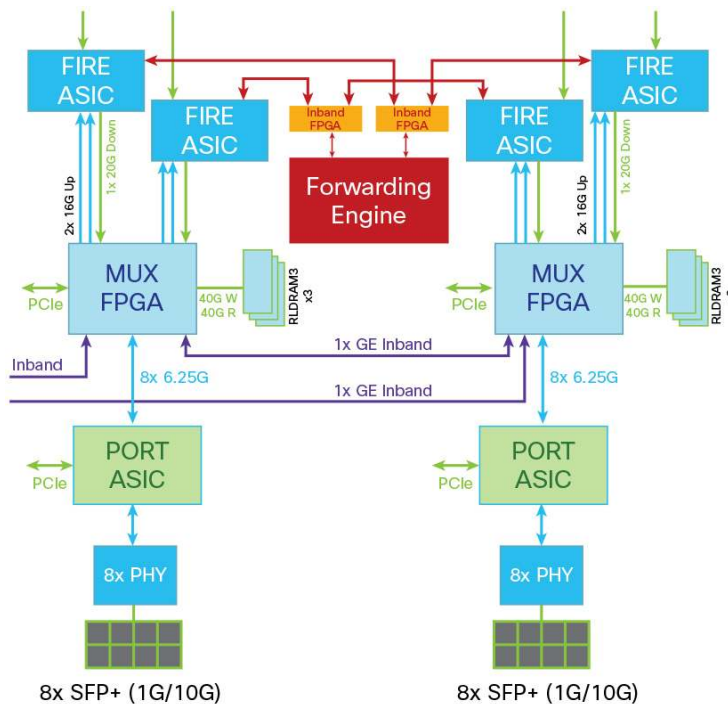 FIRE
ASIC
FIRE
ASIC
Inband
FPGA
Inband
FPGA
FIRE
ASIC
FIRE
ASIC
2x 16G Up
1x 20G Down
Forwarding
Engine
2x 16G Up
1x 20G Down
MUX
FPGA
PCIe
40G W
40G R
RLDRAM3
x3
MUX
FPGA
PCIe
40G W
40G R
RLDRAM3
1x GE Inband
Inband
8x 6.25G
1x GE Inband
8x 6.25G
PORT
ASIC
PCIe
PORT
ASIC
PCIe
8x PHY
8x PHY
8x SFP+ (1G/10G)
8x SFP+ (1G/10G)